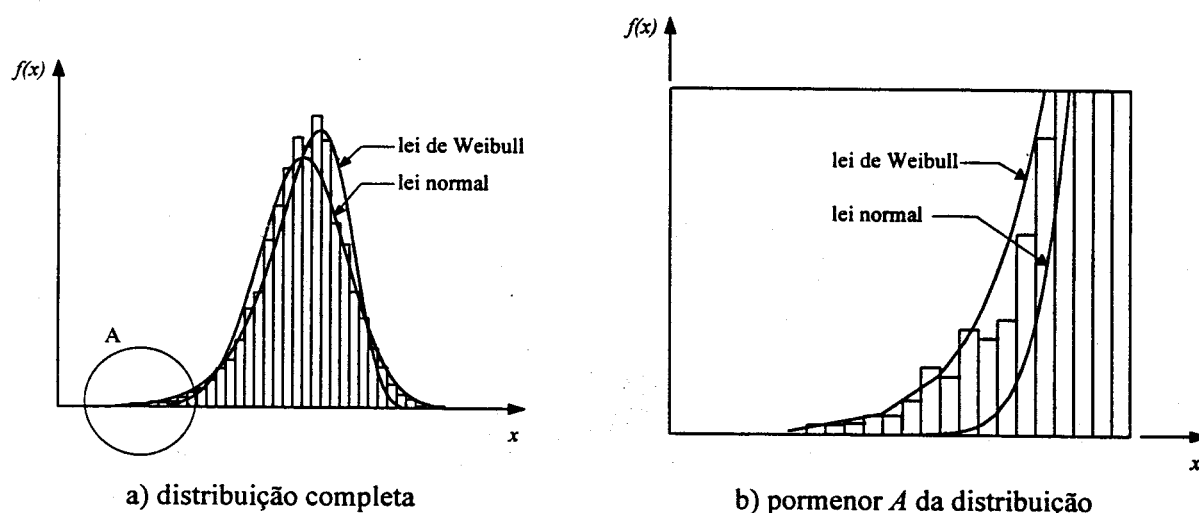 f(x)
lei de Weibull
lei normal
A
x
a) distribuição completa
f(x)
lei de Weibull
lei normal
x
b) pormenor A da distribuição